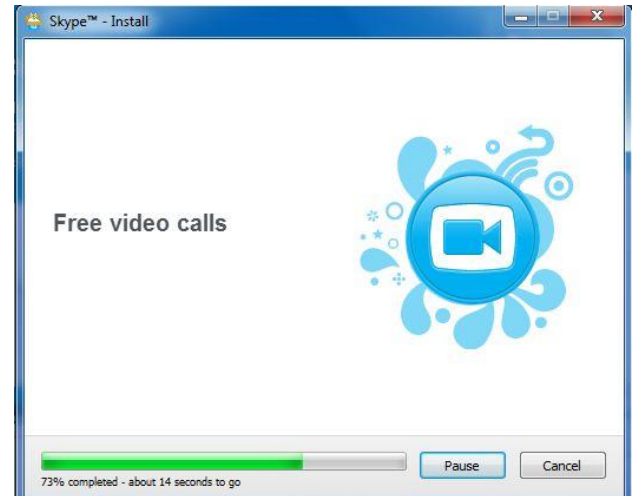 Skype™ - Install
Free video calls
Pause
Cancel
73% completed - about 14 seconds to go